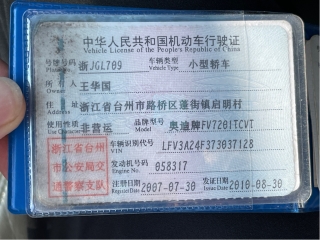 中华人民共和国机动车行驶证
Vehicle License of the People's Republic of China
号牌号码 浙JGL709 车辆类型 小型轿车
Plate No. Vehicle Type
所有人 王华国
Owner
住址 浙江省台州市路桥区蓬街镇启明村
Address
使用性质 非营运 品牌型号 奥迪牌FV7201TCVT
Use Character Model
浙江省台州 车辆识别代号 LFV3A24F373037128
VIN
市公安局交 发动机号码 058317
Engine No.
通警察支队 注册日期 2007-07-30 发证日期 2010-08-30
Register Date Issue Date